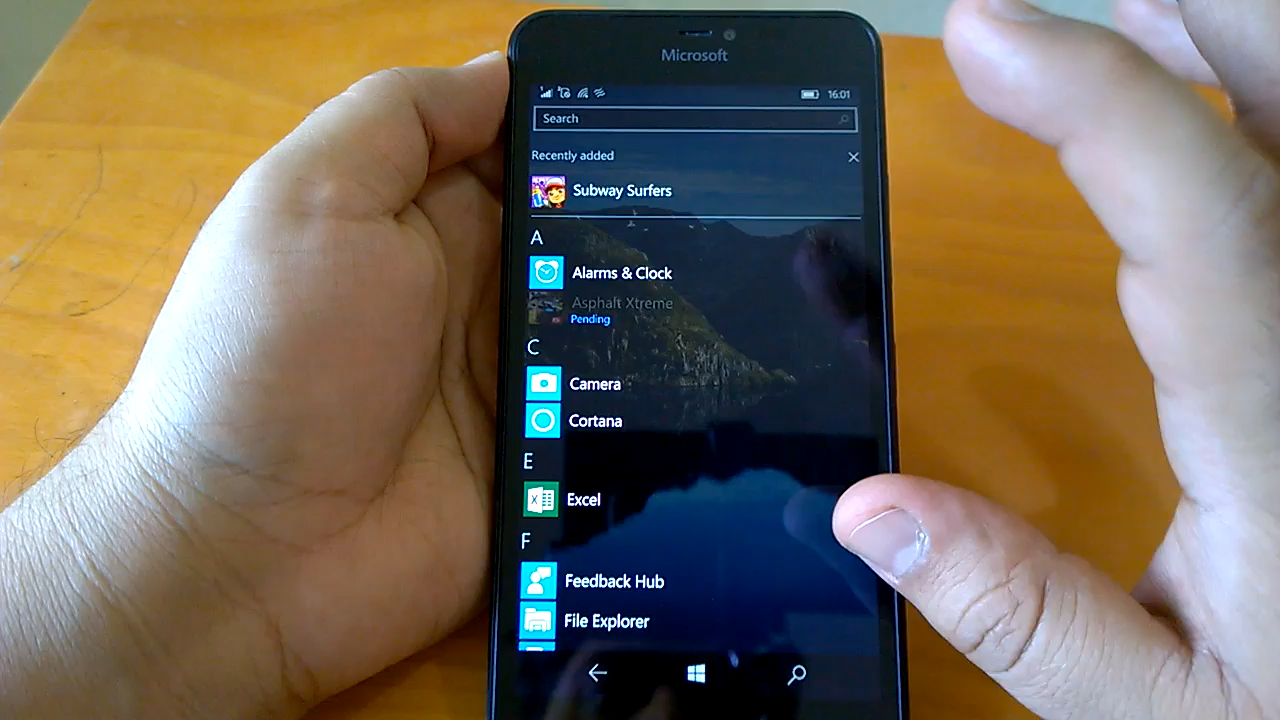 Microsoft
16:01
Search
Recently added
Subway Surfers
A
Alarms & Clock
Asphalt Xtreme
Pending
C
Camera
Cortana
E
Excel
F
Feedback Hub
File Explorer